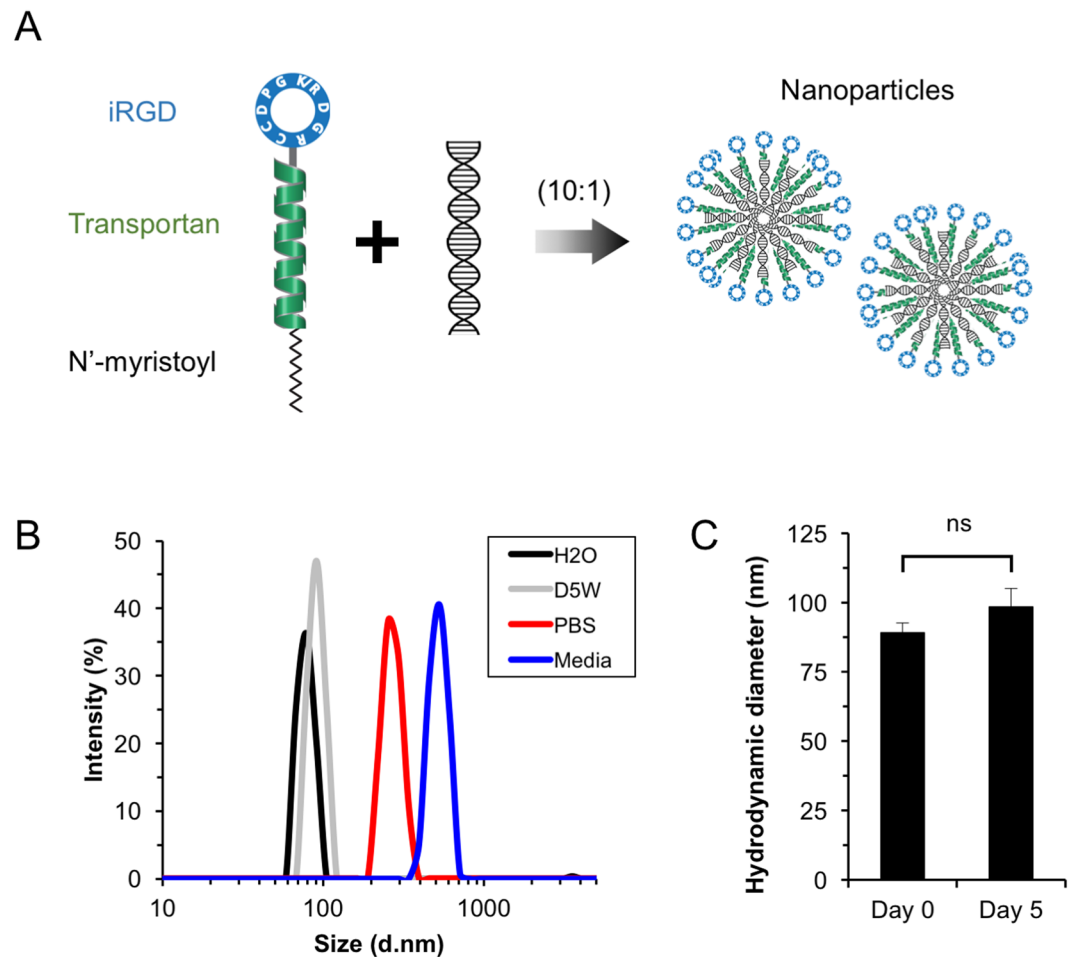 A
iRGD
C C D P G K/R D G R C
Transportan
N'-myristoyl
(10:1)
Nanoparticles
B
50
40
30
20
10
0
Intensity (%)
10
100
1000
Size (d.nm)
H2O
D5W
PBS
Media
C
125
100
75
50
25
0
Hydrodynamic diameter (nm)
ns
Day 0
Day 5